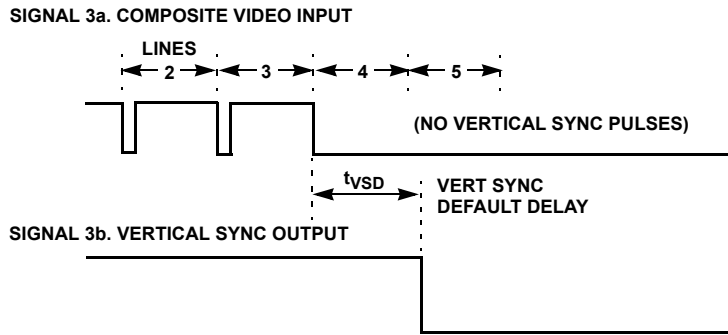 SIGNAL 3a. COMPOSITE VIDEO INPUT
LINES
2 3 4 5
(NO VERTICAL SYNC PULSES)
tVSD
VERT SYNC
DEFAULT DELAY
SIGNAL 3b. VERTICAL SYNC OUTPUT